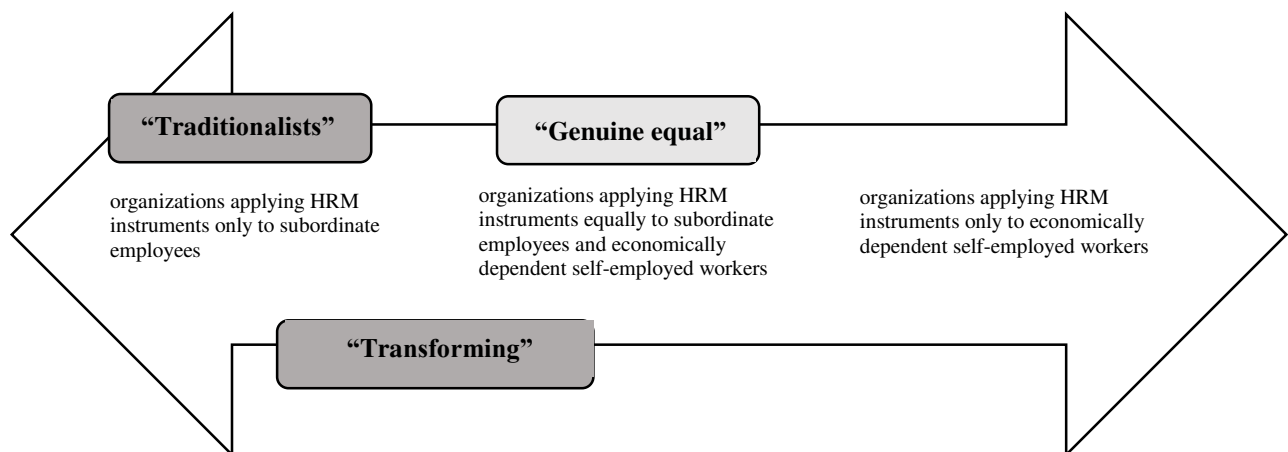 “Traditionalists”
“Genuine equal”
organizations applying HRM
instruments only to subordinate
employees
organizations applying HRM
instruments equally to subordinate
employees and economically
dependent self-employed workers
organizations applying HRM
instruments only to economically
dependent self-employed workers
“Transforming”